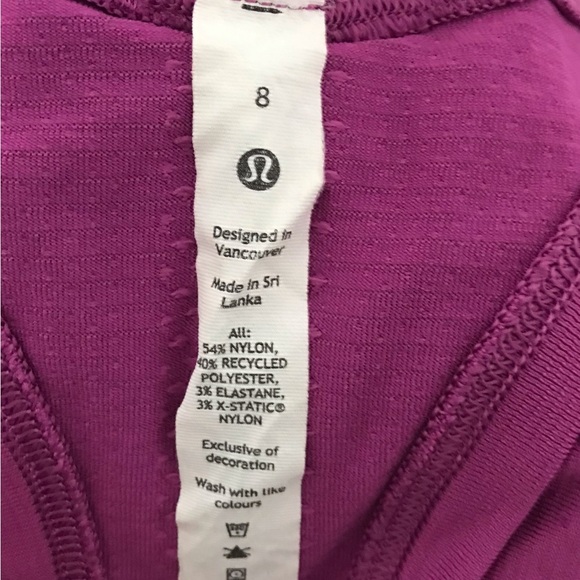 8
Designed in
Vancouver
Made in Sri
Lanka
All:
54% NYLON,
40% RECYCLED
POLYESTER,
3% ELASTANE,
3% X-STATIC®
NYLON
Exclusive of
decoration
Wash with like
colours